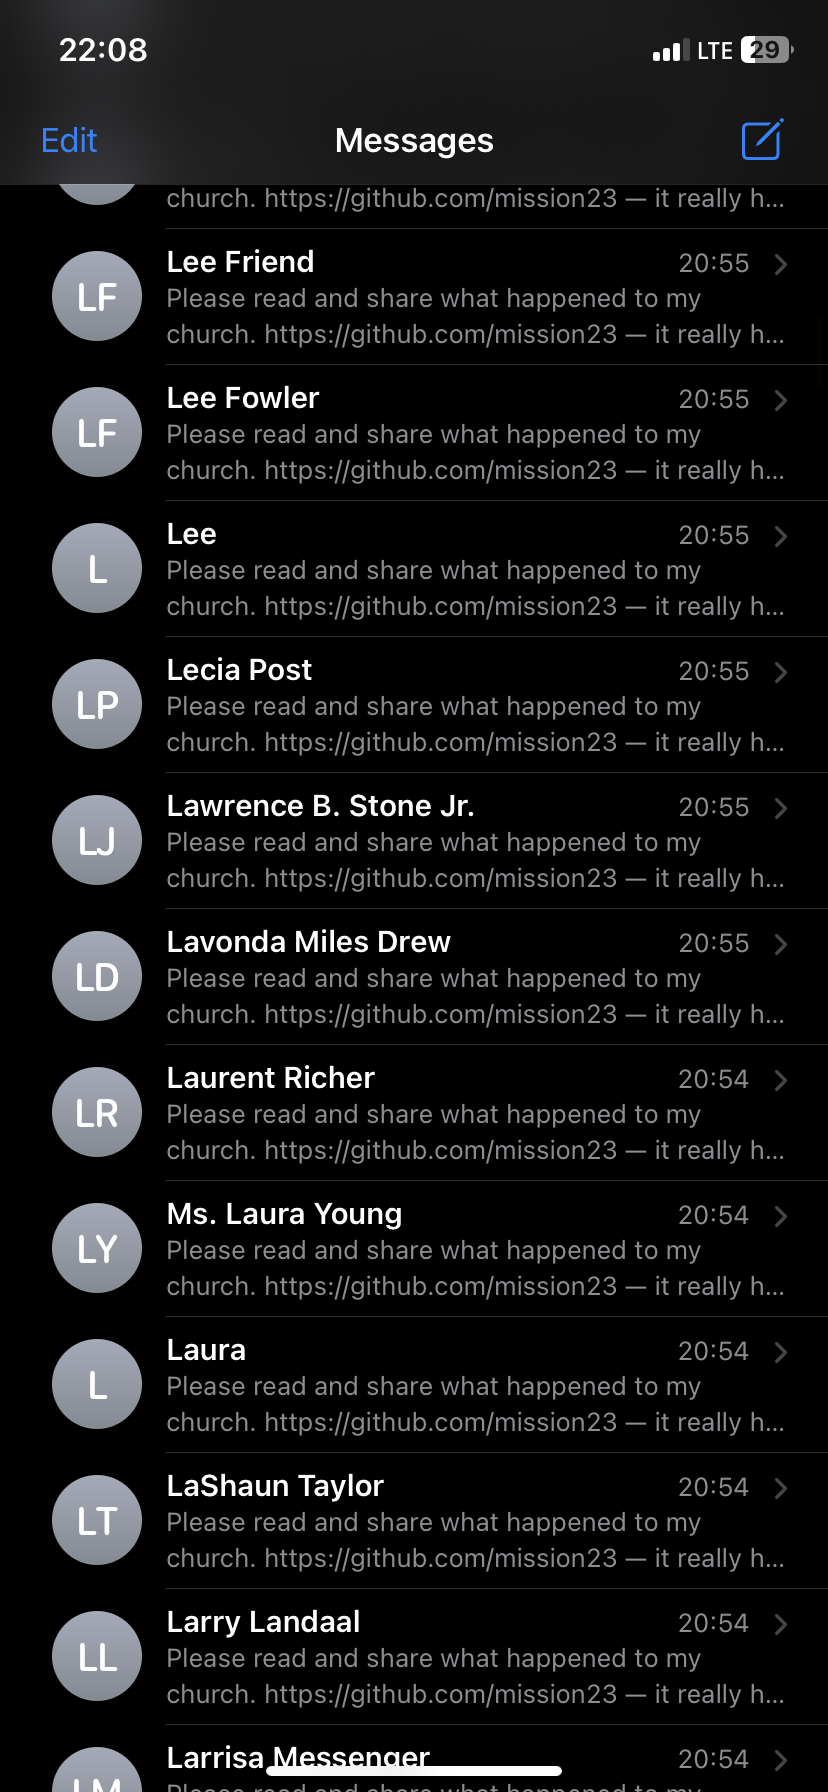 22:08 LTE 29
Edit Messages
church. https://github.com/mission23 — it really h...
LF Lee Friend 20:55
Please read and share what happened to my
church. https://github.com/mission23 — it really h...
LF Lee Fowler 20:55
Please read and share what happened to my
church. https://github.com/mission23 — it really h...
L Lee 20:55
Please read and share what happened to my
church. https://github.com/mission23 — it really h...
LP Lecia Post 20:55
Please read and share what happened to my
church. https://github.com/mission23 — it really h...
LJ Lawrence B. Stone Jr. 20:55
Please read and share what happened to my
church. https://github.com/mission23 — it really h...
LD Lavonda Miles Drew 20:55
Please read and share what happened to my
church. https://github.com/mission23 — it really h...
LR Laurent Richer 20:54
Please read and share what happened to my
church. https://github.com/mission23 — it really h...
LY Ms. Laura Young 20:54
Please read and share what happened to my
church. https://github.com/mission23 — it really h...
L Laura 20:54
Please read and share what happened to my
church. https://github.com/mission23 — it really h...
LT LaShaun Taylor 20:54
Please read and share what happened to my
church. https://github.com/mission23 — it really h...
LL Larry Landaal 20:54
Please read and share what happened to my
church. https://github.com/mission23 — it really h...
LM Larrisa Messenger 20:54
Please read and share what happened to my